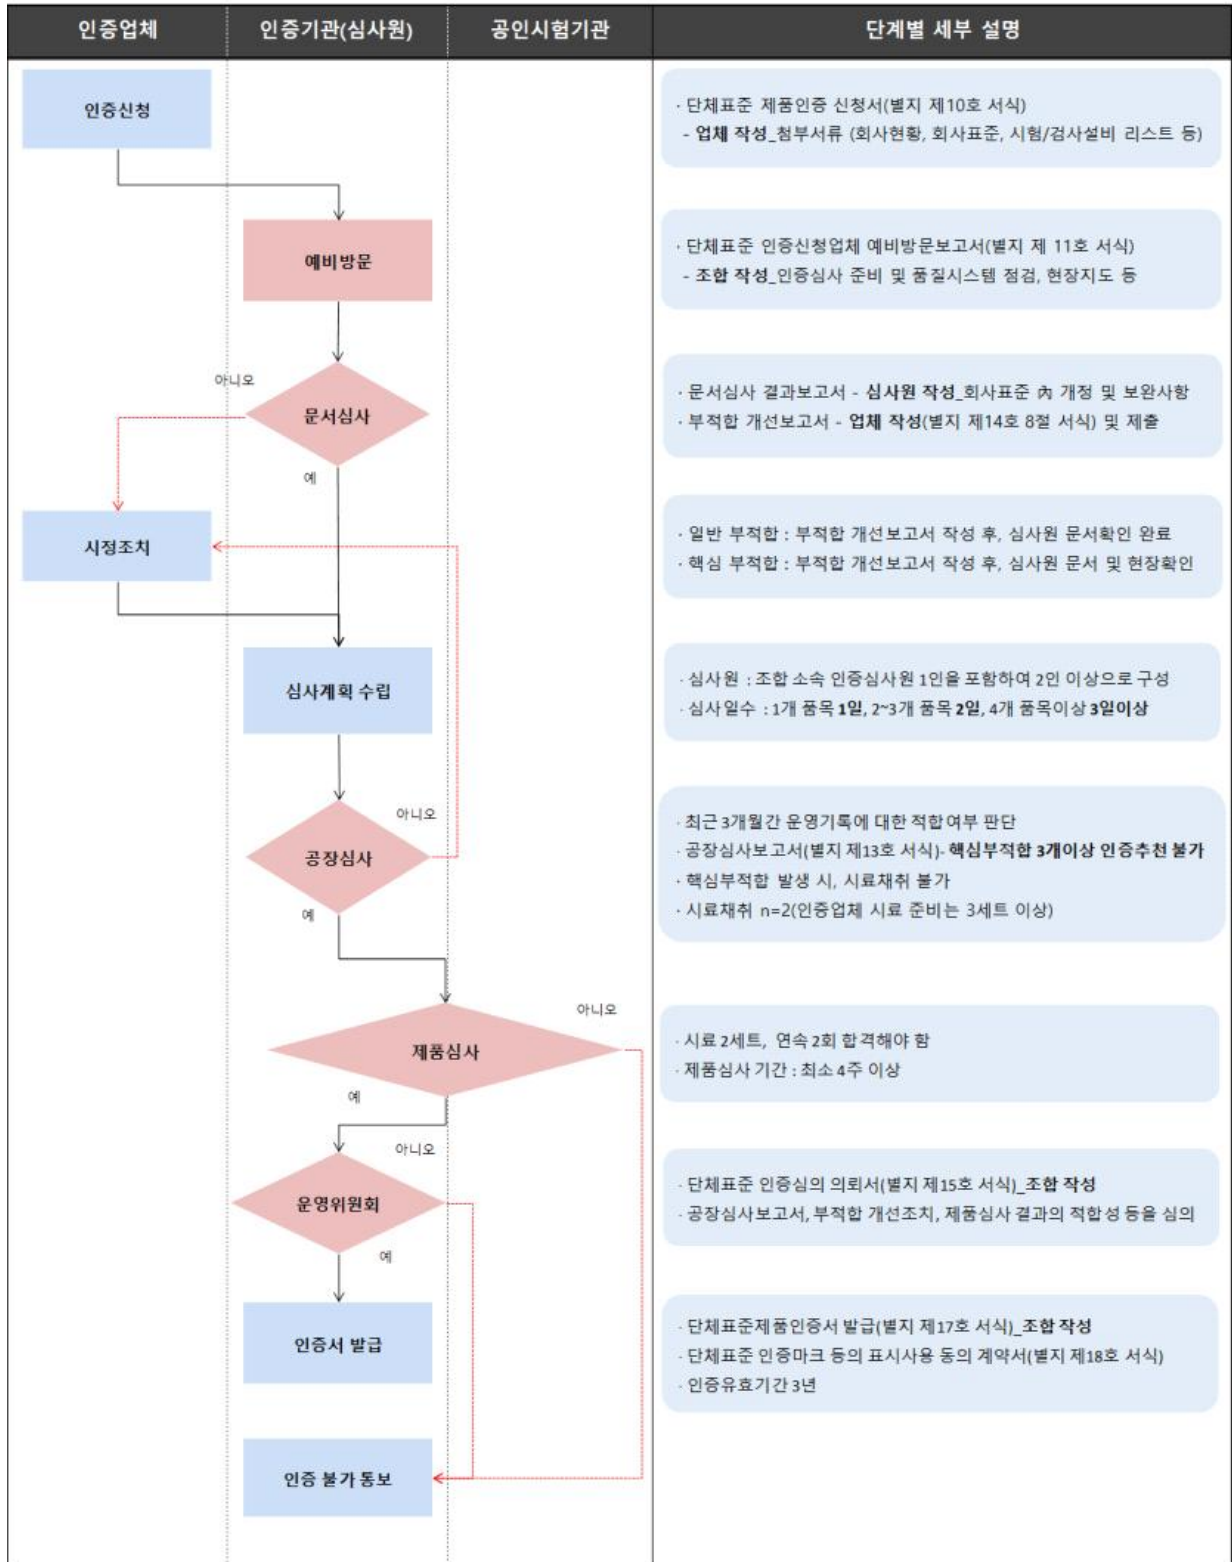 인증업체
인증기관(심사원)
공인시험기관
단계별 세부 설명
인증신청
· 단체표준 제품인증 신청서(별지 제10호 서식)
- 업체 작성_첨부서류 (회사현황, 회사표준, 시험/검사설비 리스트 등)
예비방문
· 단체표준 인증신청업체 예비방문보고서(별지 제 11호 서식)
- 조합 작성_인증심사 준비 및 품질시스템 점검, 현장지도 등
아니오
문서심사
예
· 문서심사 결과보고서 - 심사원 작성_회사표준 內 개정 및 보완사항
· 부적합 개선보고서 - 업체 작성(별지 제14호 8절 서식) 및 제출
시정조치
· 일반 부적합 : 부적합 개선보고서 작성 후, 심사원 문서확인 완료
· 핵심 부적합 : 부적합 개선보고서 작성 후, 심사원 문서 및 현장확인
심사계획 수립
· 심사원 : 조합 소속 인증심사원 1인을 포함하여 2인 이상으로 구성
· 심사일수 : 1개 품목 1일, 2~3개 품목 2일, 4개 품목이상 3일이상
아니오
공장심사
예
· 최근 3개월간 운영기록에 대한 적합여부 판단
· 공장심사보고서(별지 제13호 서식)- 핵심부적합 3개이상 인증추천 불가
· 핵심부적합 발생 시, 시료채취 불가
· 시료채취 n=2(인증업체 시료 준비는 3세트 이상)
아니오
제품심사
예
· 시료 2세트, 연속 2회 합격해야 함
· 제품심사 기간 : 최소 4주 이상
아니오
운영위원회
예
· 단체표준 인증심의 의뢰서(별지 제15호 서식)_조합 작성
· 공장심사보고서, 부적합 개선조치, 제품심사 결과의 적합성 등을 심의
인증서 발급
· 단체표준제품인증서 발급(별지 제17호 서식)_조합 작성
· 단체표준 인증마크 등의 표시사용 동의 계약서(별지 제18호 서식)
· 인증유효기간 3년
인증 불가 통보